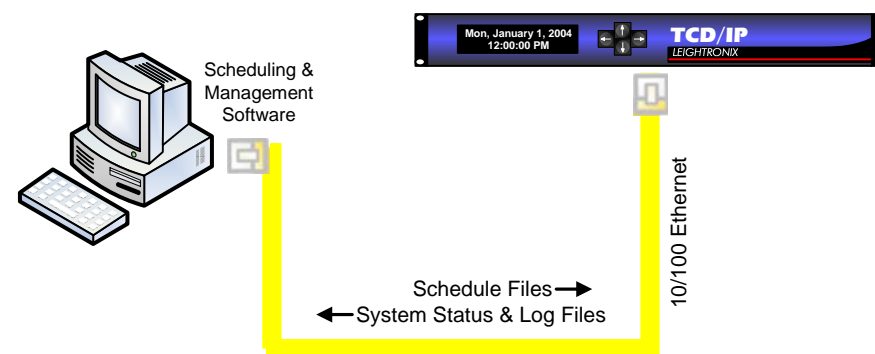 Mon, January 1, 2004
12:00:00 PM
TCD/IP
LEIGHTRONIX
Scheduling &
Management
Software
10/100 Ethernet
Schedule Files
System Status & Log Files